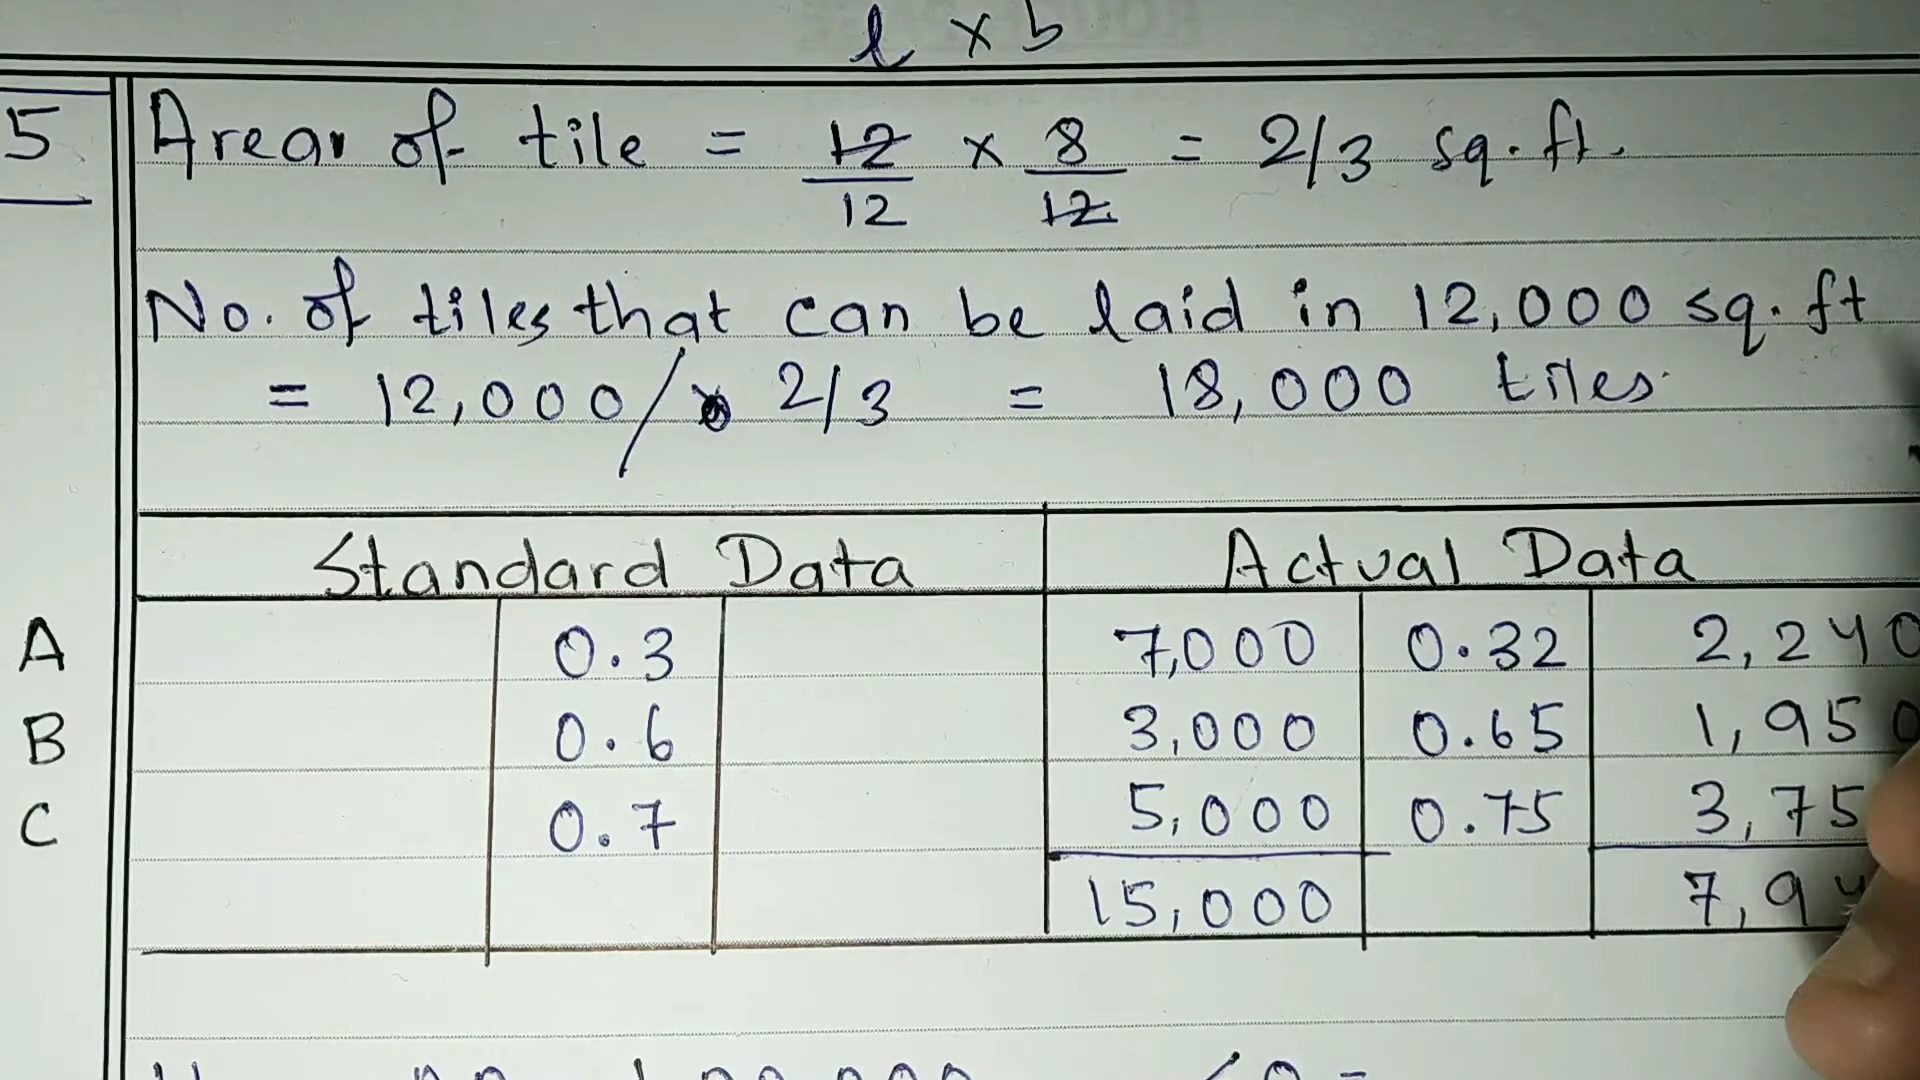 l x b
5 Area of tile = 12/12 x 8/12 = 2/3 sq.ft.
No. of tiles that can be laid in 12,000 sq.ft
= 12,000 / 2/3 = 18,000 tiles.
Standard Data Actual Data
A 0.3 7,000 0.32 2,240
B 0.6 3,000 0.65 1,950
C 0.7 5,000 0.75 3,75
15,000 7,94